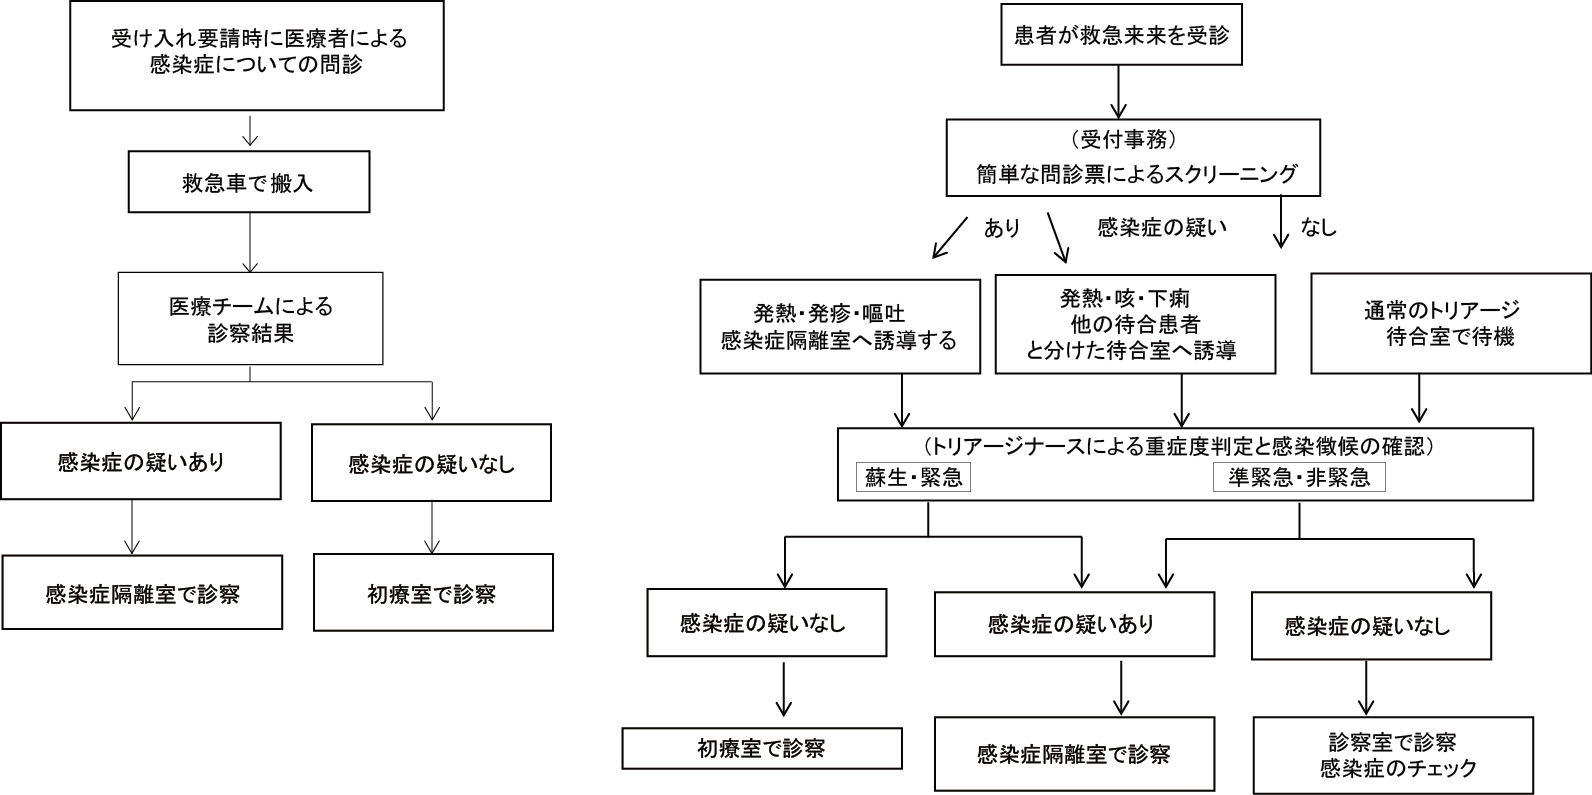 受け入れ要請時に医療者による
感染症についての問診
救急車で搬入
医療チームによる
診察結果
感染症の疑いあり
感染症の疑いなし
感染症隔離室で診察
初療室で診察
患者が救急来来を受診
（受付事務）
簡単な問診票によるスクリーニング
あり
感染症の疑い
なし
発熱・発疹・嘔吐
感染症隔離室へ誘導する
発熱・咳・下痢
他の待合患者
と分けた待合室へ誘導
通常のトリアージ
待合室で待機
（トリアージナースによる重症度判定と感染徴候の確認）
蘇生・緊急
準緊急・非緊急
感染症の疑いなし
感染症の疑いあり
感染症の疑いなし
初療室で診察
感染症隔離室で診察
診察室で診察
感染症のチェック